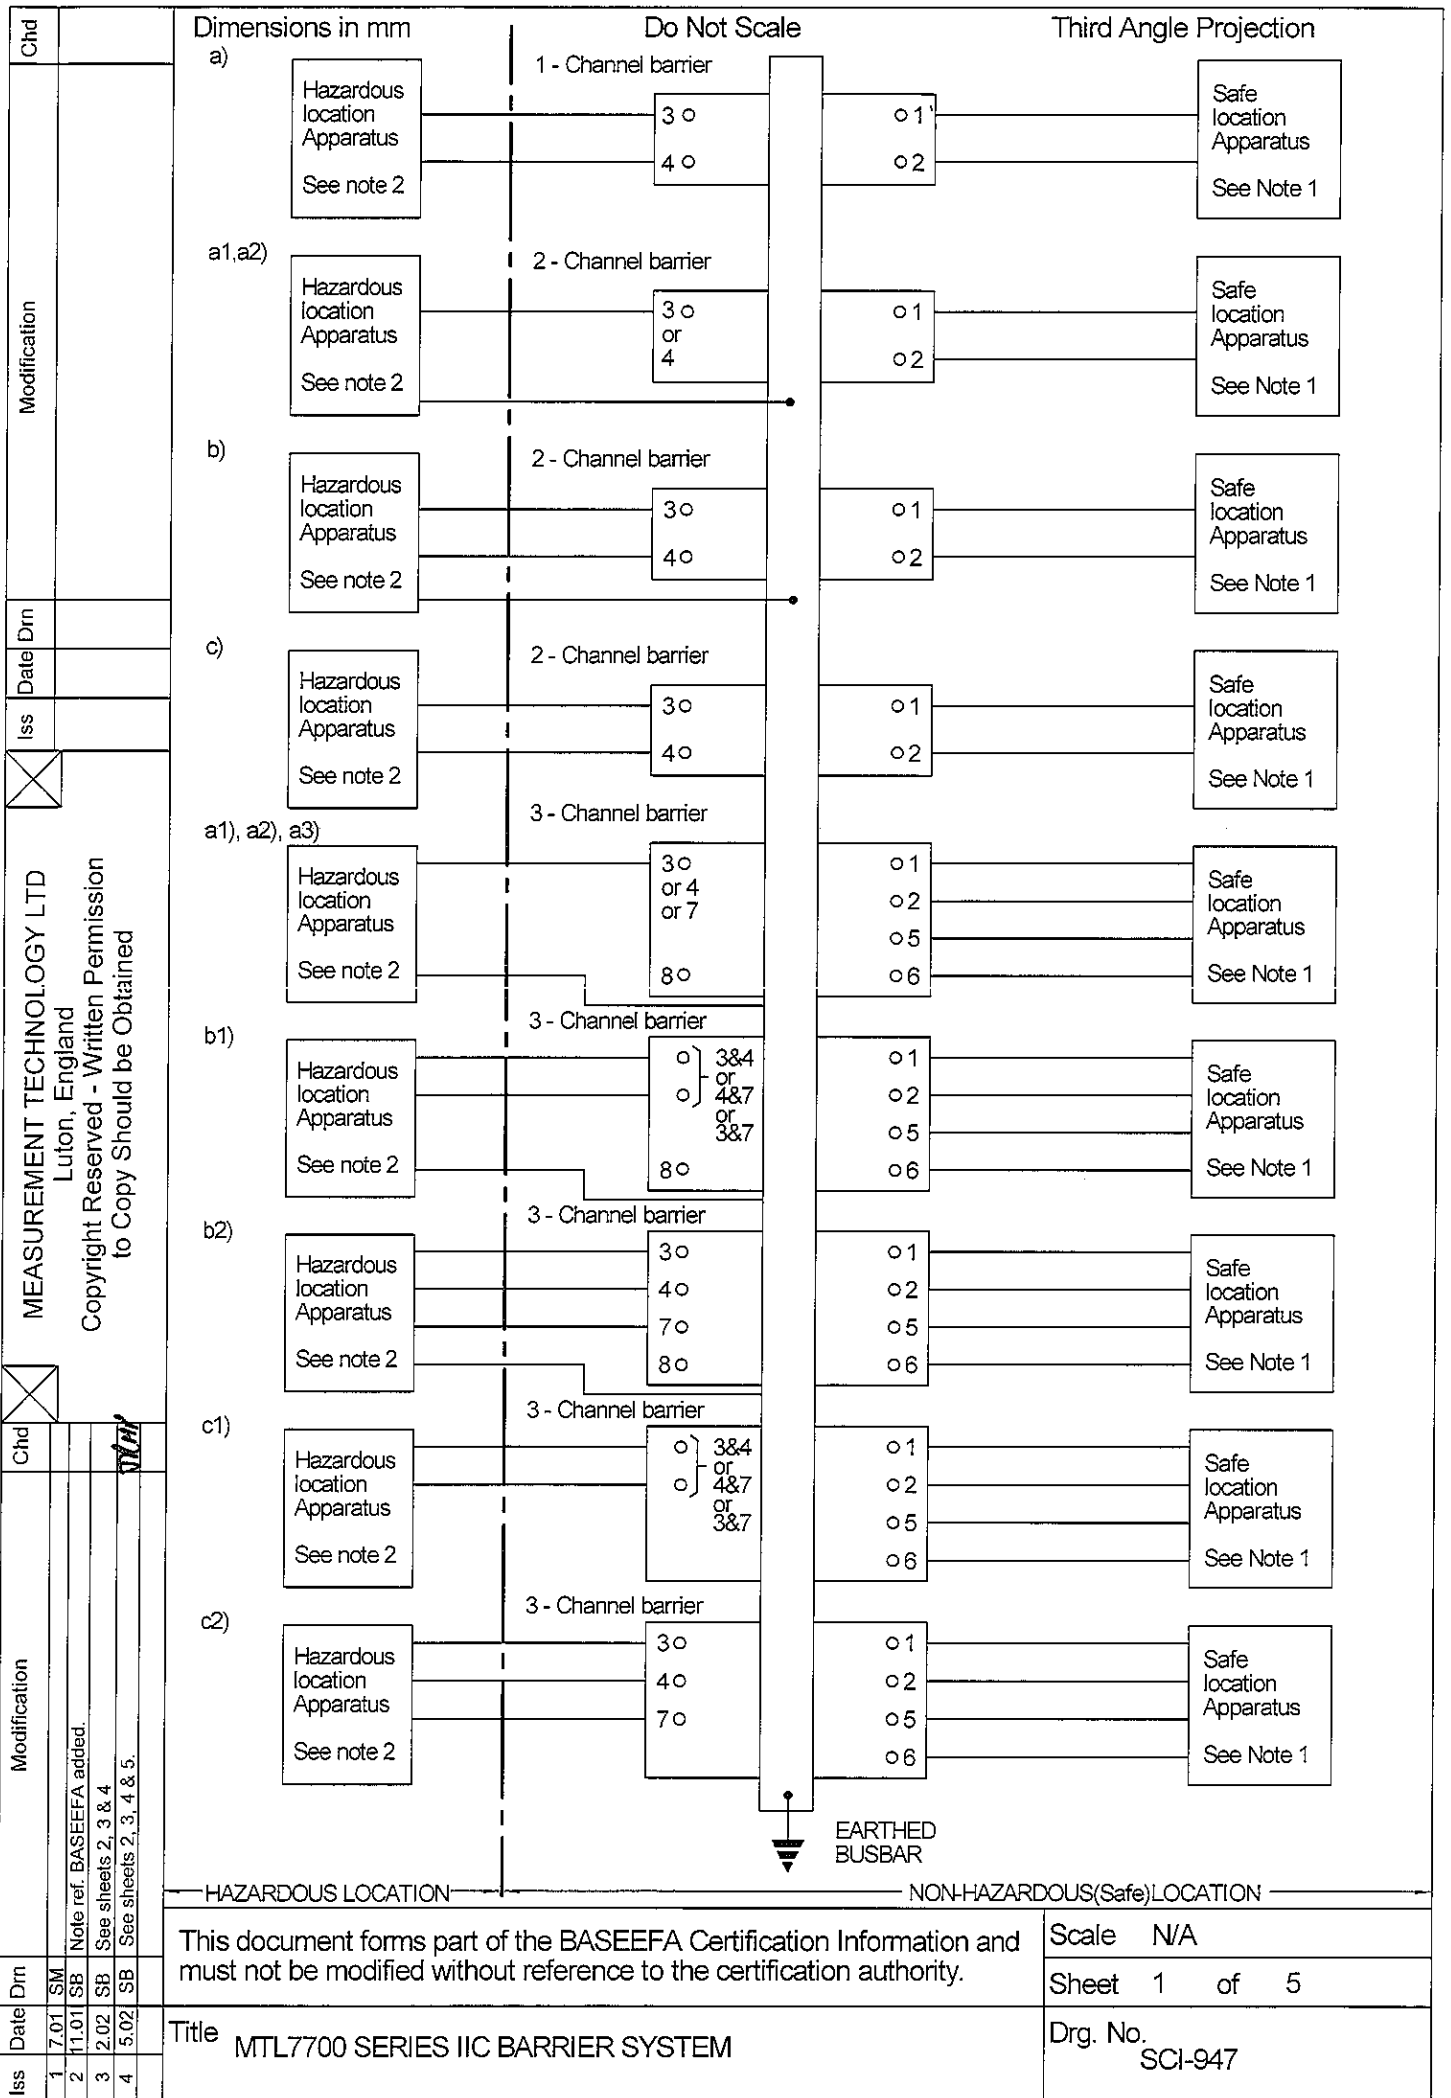 Dimensions in mm
Do Not Scale
Third Angle Projection
a)
1 - Channel barrier
Hazardous
location
Apparatus
See note 2
3
4
1
2
Safe
location
Apparatus
See Note 1
a1,a2)
2 - Channel barrier
Hazardous
location
Apparatus
See note 2
3
or
4
1
2
Safe
location
Apparatus
See Note 1
b)
2 - Channel barrier
Hazardous
location
Apparatus
See note 2
3
4
1
2
Safe
location
Apparatus
See Note 1
c)
2 - Channel barrier
Hazardous
location
Apparatus
See note 2
3
4
1
2
Safe
location
Apparatus
See Note 1
a1), a2), a3)
3 - Channel barrier
Hazardous
location
Apparatus
See note 2
3
or 4
or 7
8
1
2
5
6
Safe
location
Apparatus
See Note 1
b1)
3 - Channel barrier
Hazardous
location
Apparatus
See note 2
3&4
or
4&7
or
3&7
8
1
2
5
6
Safe
location
Apparatus
See Note 1
b2)
3 - Channel barrier
Hazardous
location
Apparatus
See note 2
3
4
7
8
1
2
5
6
Safe
location
Apparatus
See Note 1
c1)
3 - Channel barrier
Hazardous
location
Apparatus
See note 2
3&4
or
4&7
or
3&7
1
2
5
6
Safe
location
Apparatus
See Note 1
c2)
3 - Channel barrier
Hazardous
location
Apparatus
See note 2
3
4
7
1
2
5
6
Safe
location
Apparatus
See Note 1
EARTHED
BUSBAR
HAZARDOUS LOCATION
NON-HAZARDOUS(Safe)LOCATION
This document forms part of the BASEEFA Certification Information and
must not be modified without reference to the certification authority.
Scale N/A
Sheet 1 of 5
Title MTL7700 SERIES IIC BARRIER SYSTEM
Drg. No.
SCI-947
Iss Date Drn Modification Chd
MEASUREMENT TECHNOLOGY LTD
Luton, England
Copyright Reserved - Written Permission
to Copy Should be Obtained
Iss Date Drn Modification Chd
1 7.01 SM
2 11.01 SB Note ref. BASEEFA added.
3 2.02 SB See sheets 2, 3 & 4
4 5.02 SB See sheets 2, 3, 4 & 5.